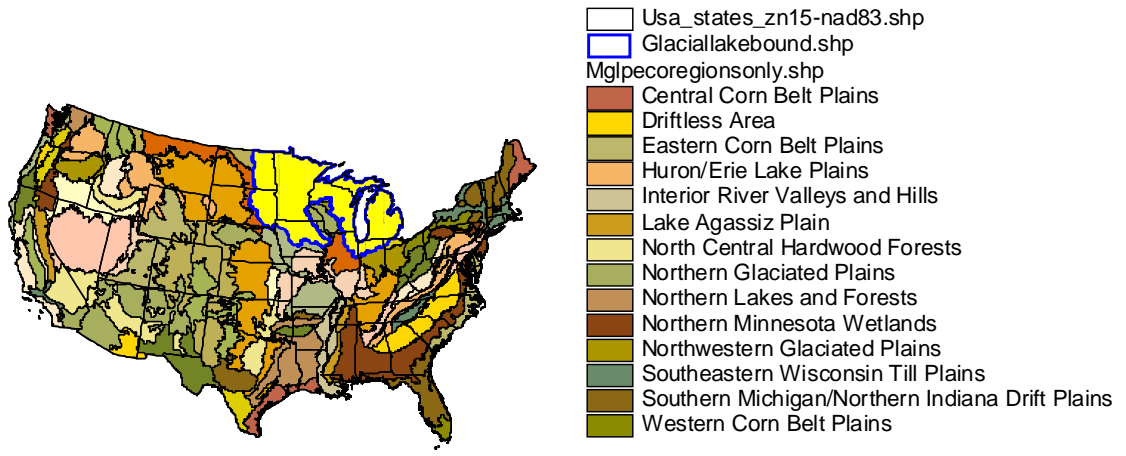 Usa_states_zn15-nad83.shp
Glaciallakebound.shp
Mglpecoregionsonly.shp
Central Corn Belt Plains
Driftless Area
Eastern Corn Belt Plains
Huron/Erie Lake Plains
Interior River Valleys and Hills
Lake Agassiz Plain
North Central Hardwood Forests
Northern Glaciated Plains
Northern Lakes and Forests
Northern Minnesota Wetlands
Northwestern Glaciated Plains
Southeastern Wisconsin Till Plains
Southern Michigan/Northern Indiana Drift Plains
Western Corn Belt Plains